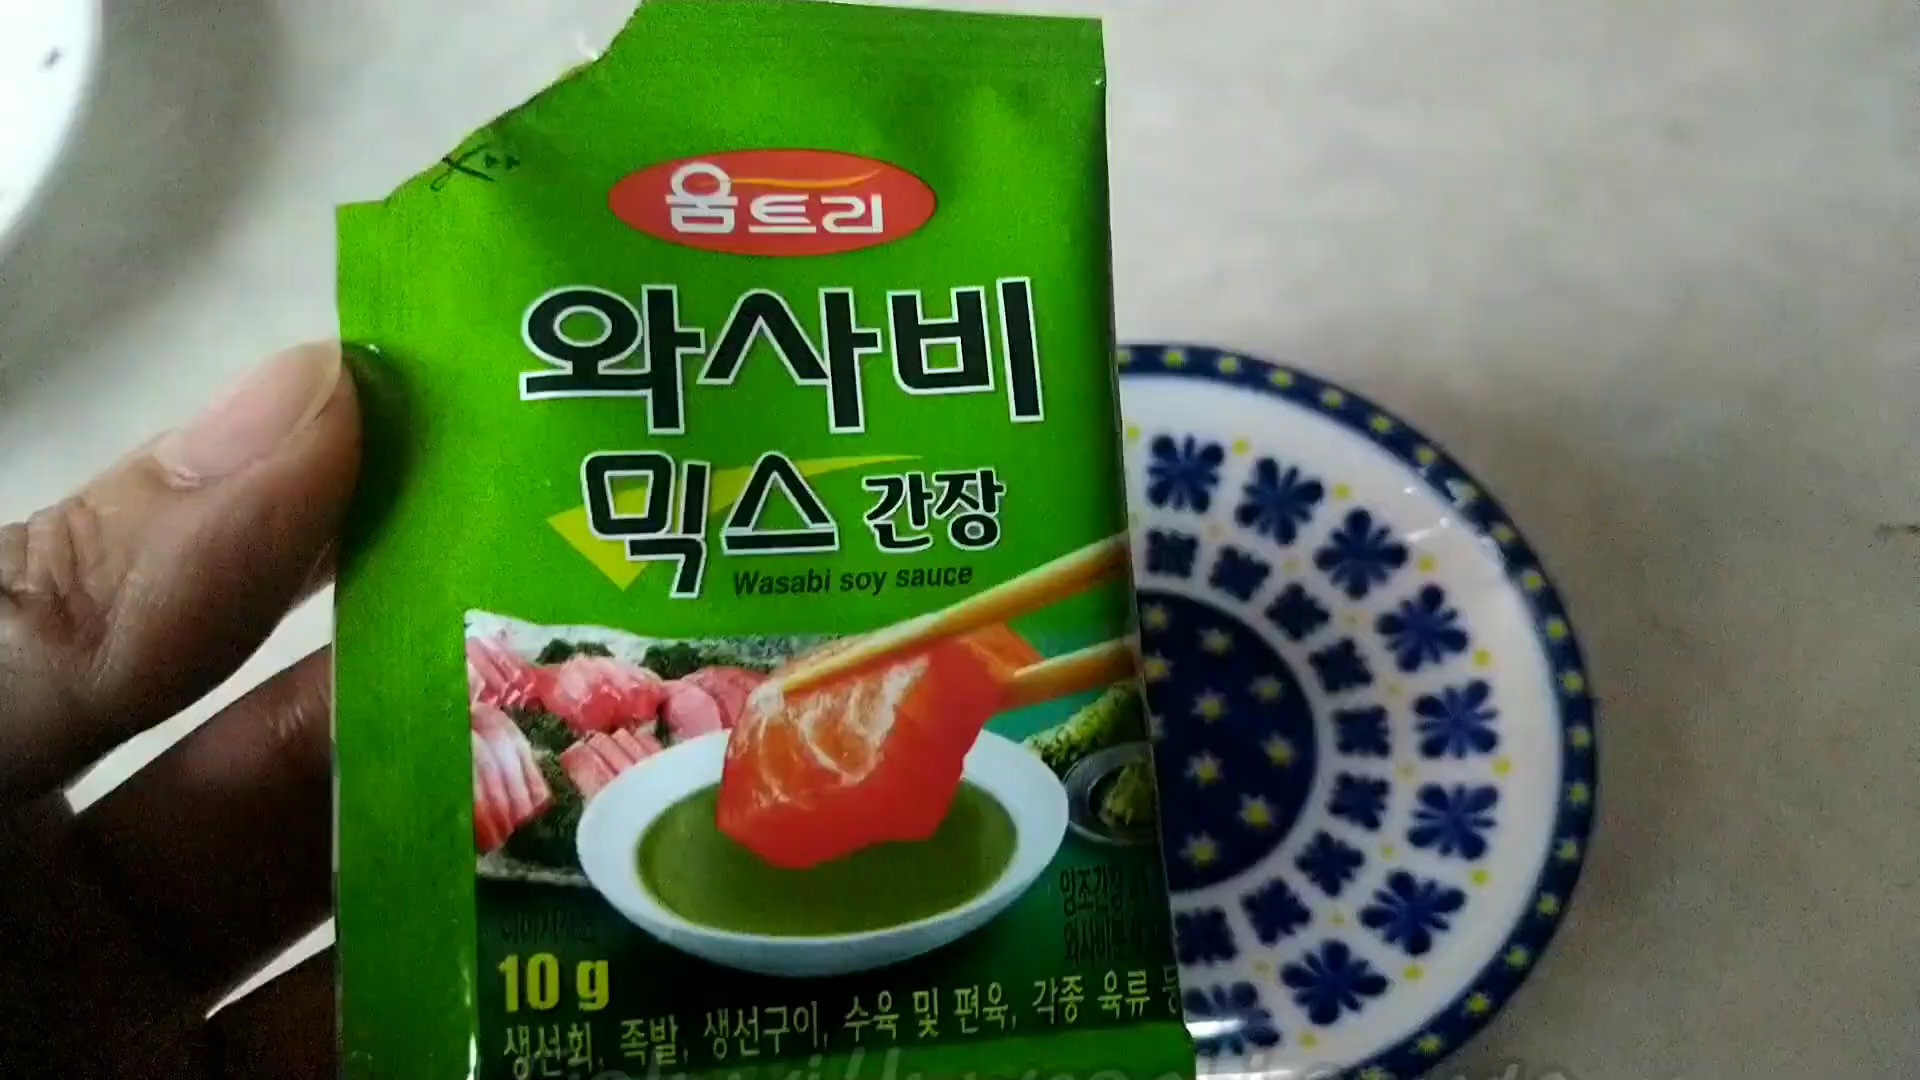 움트리
와사비
믹스 간장
Wasabi soy sauce
10 g
생선회, 족발, 생선구이, 수육 및 편육, 각종 육류 등